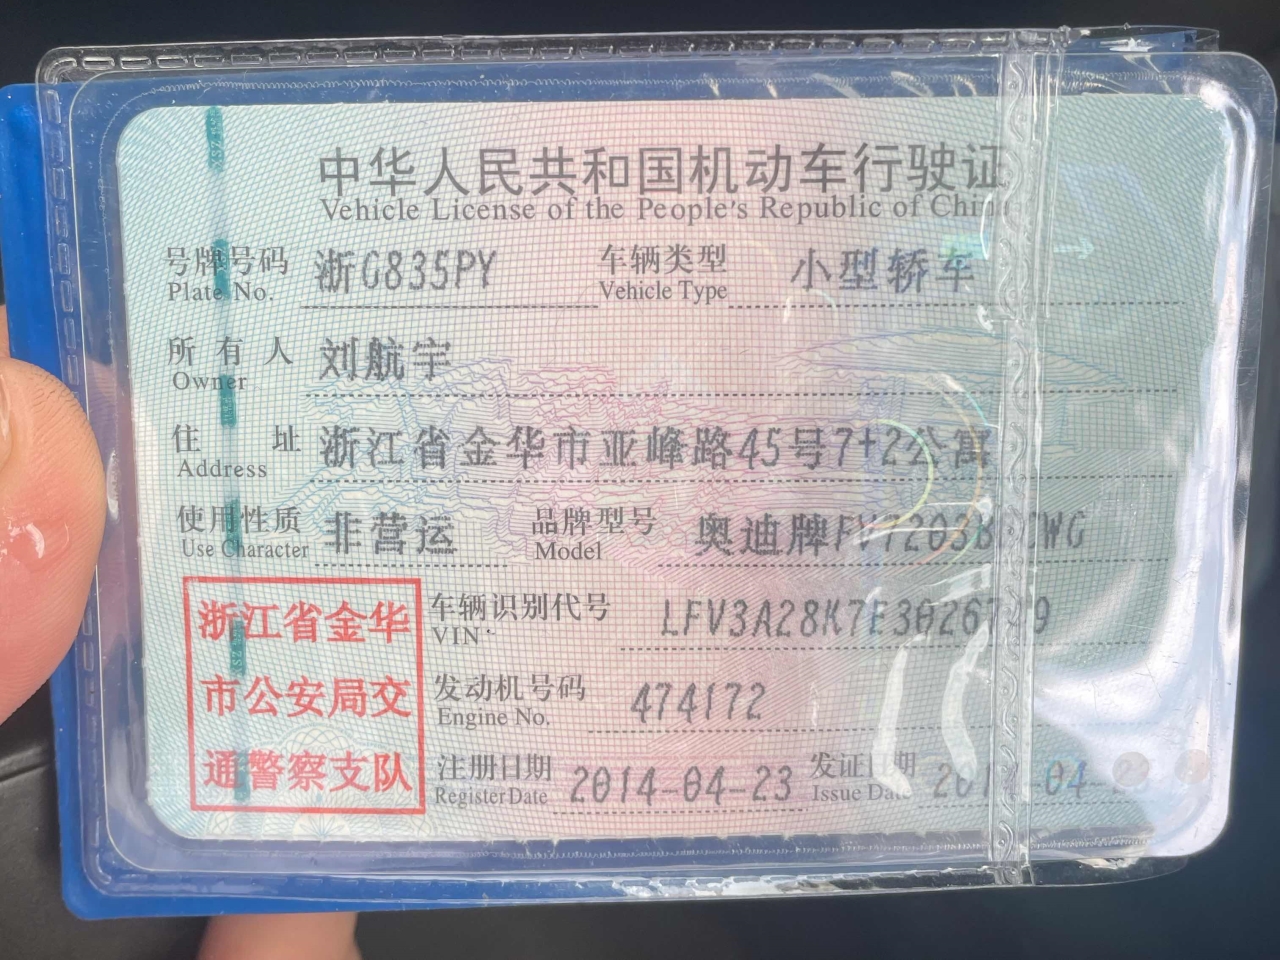 中华人民共和国机动车行驶证
Vehicle License of the People's Republic of China
号牌号码 浙G835PY 车辆类型 小型轿车
Plate No. Vehicle Type
所有人 刘航宇
Owner
住址 浙江省金华市亚峰路45号7+2公寓
Address
使用性质 非营运 品牌型号 奥迪牌
Use Character Model
浙江省金华 车辆识别代号
VIN
市公安局交 发动机号码 474172
Engine No.
通警察支队 注册日期 2014-04-23 发证日期
Register Date Issue Date